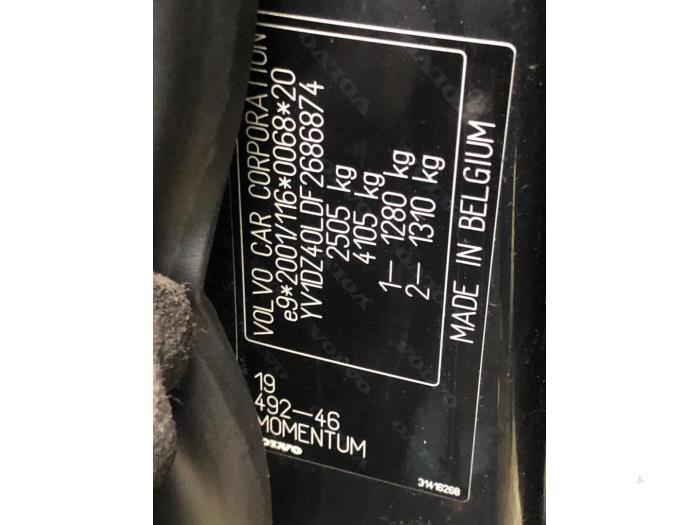 VOLVO CAR CORPORATION
e9*2001/116*0068*20
YV1DZ40LDF2686874
2505 kg
4105 kg
1– 1280 kg
2– 1310 kg
MADE IN BELGIUM
19
492–46
MOMENTUM
VOLVO
31416268